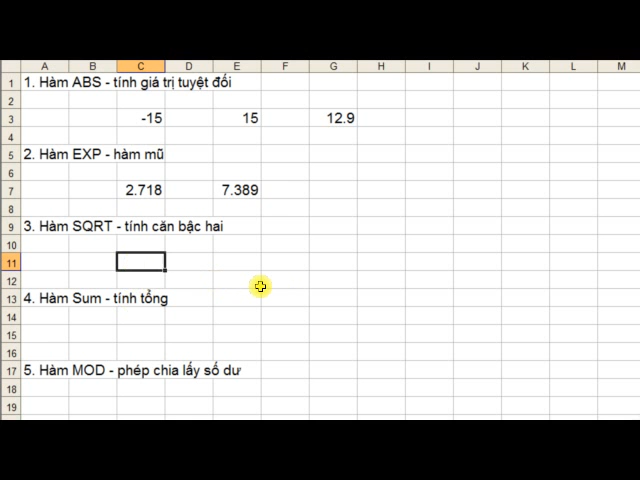 A B C D E F G H I J K L M
1 1. Hàm ABS - tính giá trị tuyệt đối
2
3 -15 15 12.9
4
5 2. Hàm EXP - hàm mũ
6
7 2.718 7.389
8
9 3. Hàm SQRT - tính căn bậc hai
10
11
12
13 4. Hàm Sum - tính tổng
14
15
16
17 5. Hàm MOD - phép chia lấy số dư
18
19